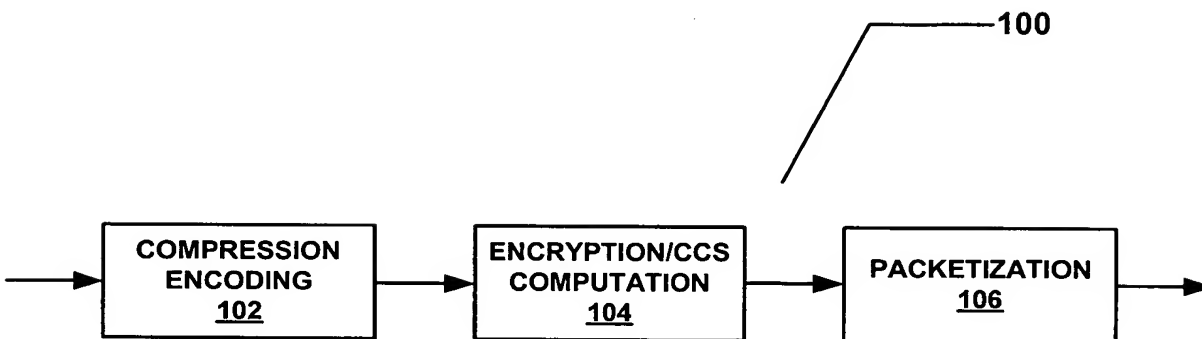 100
COMPRESSION
ENCODING
102
ENCRYPTION/CCS
COMPUTATION
104
PACKETIZATION
106